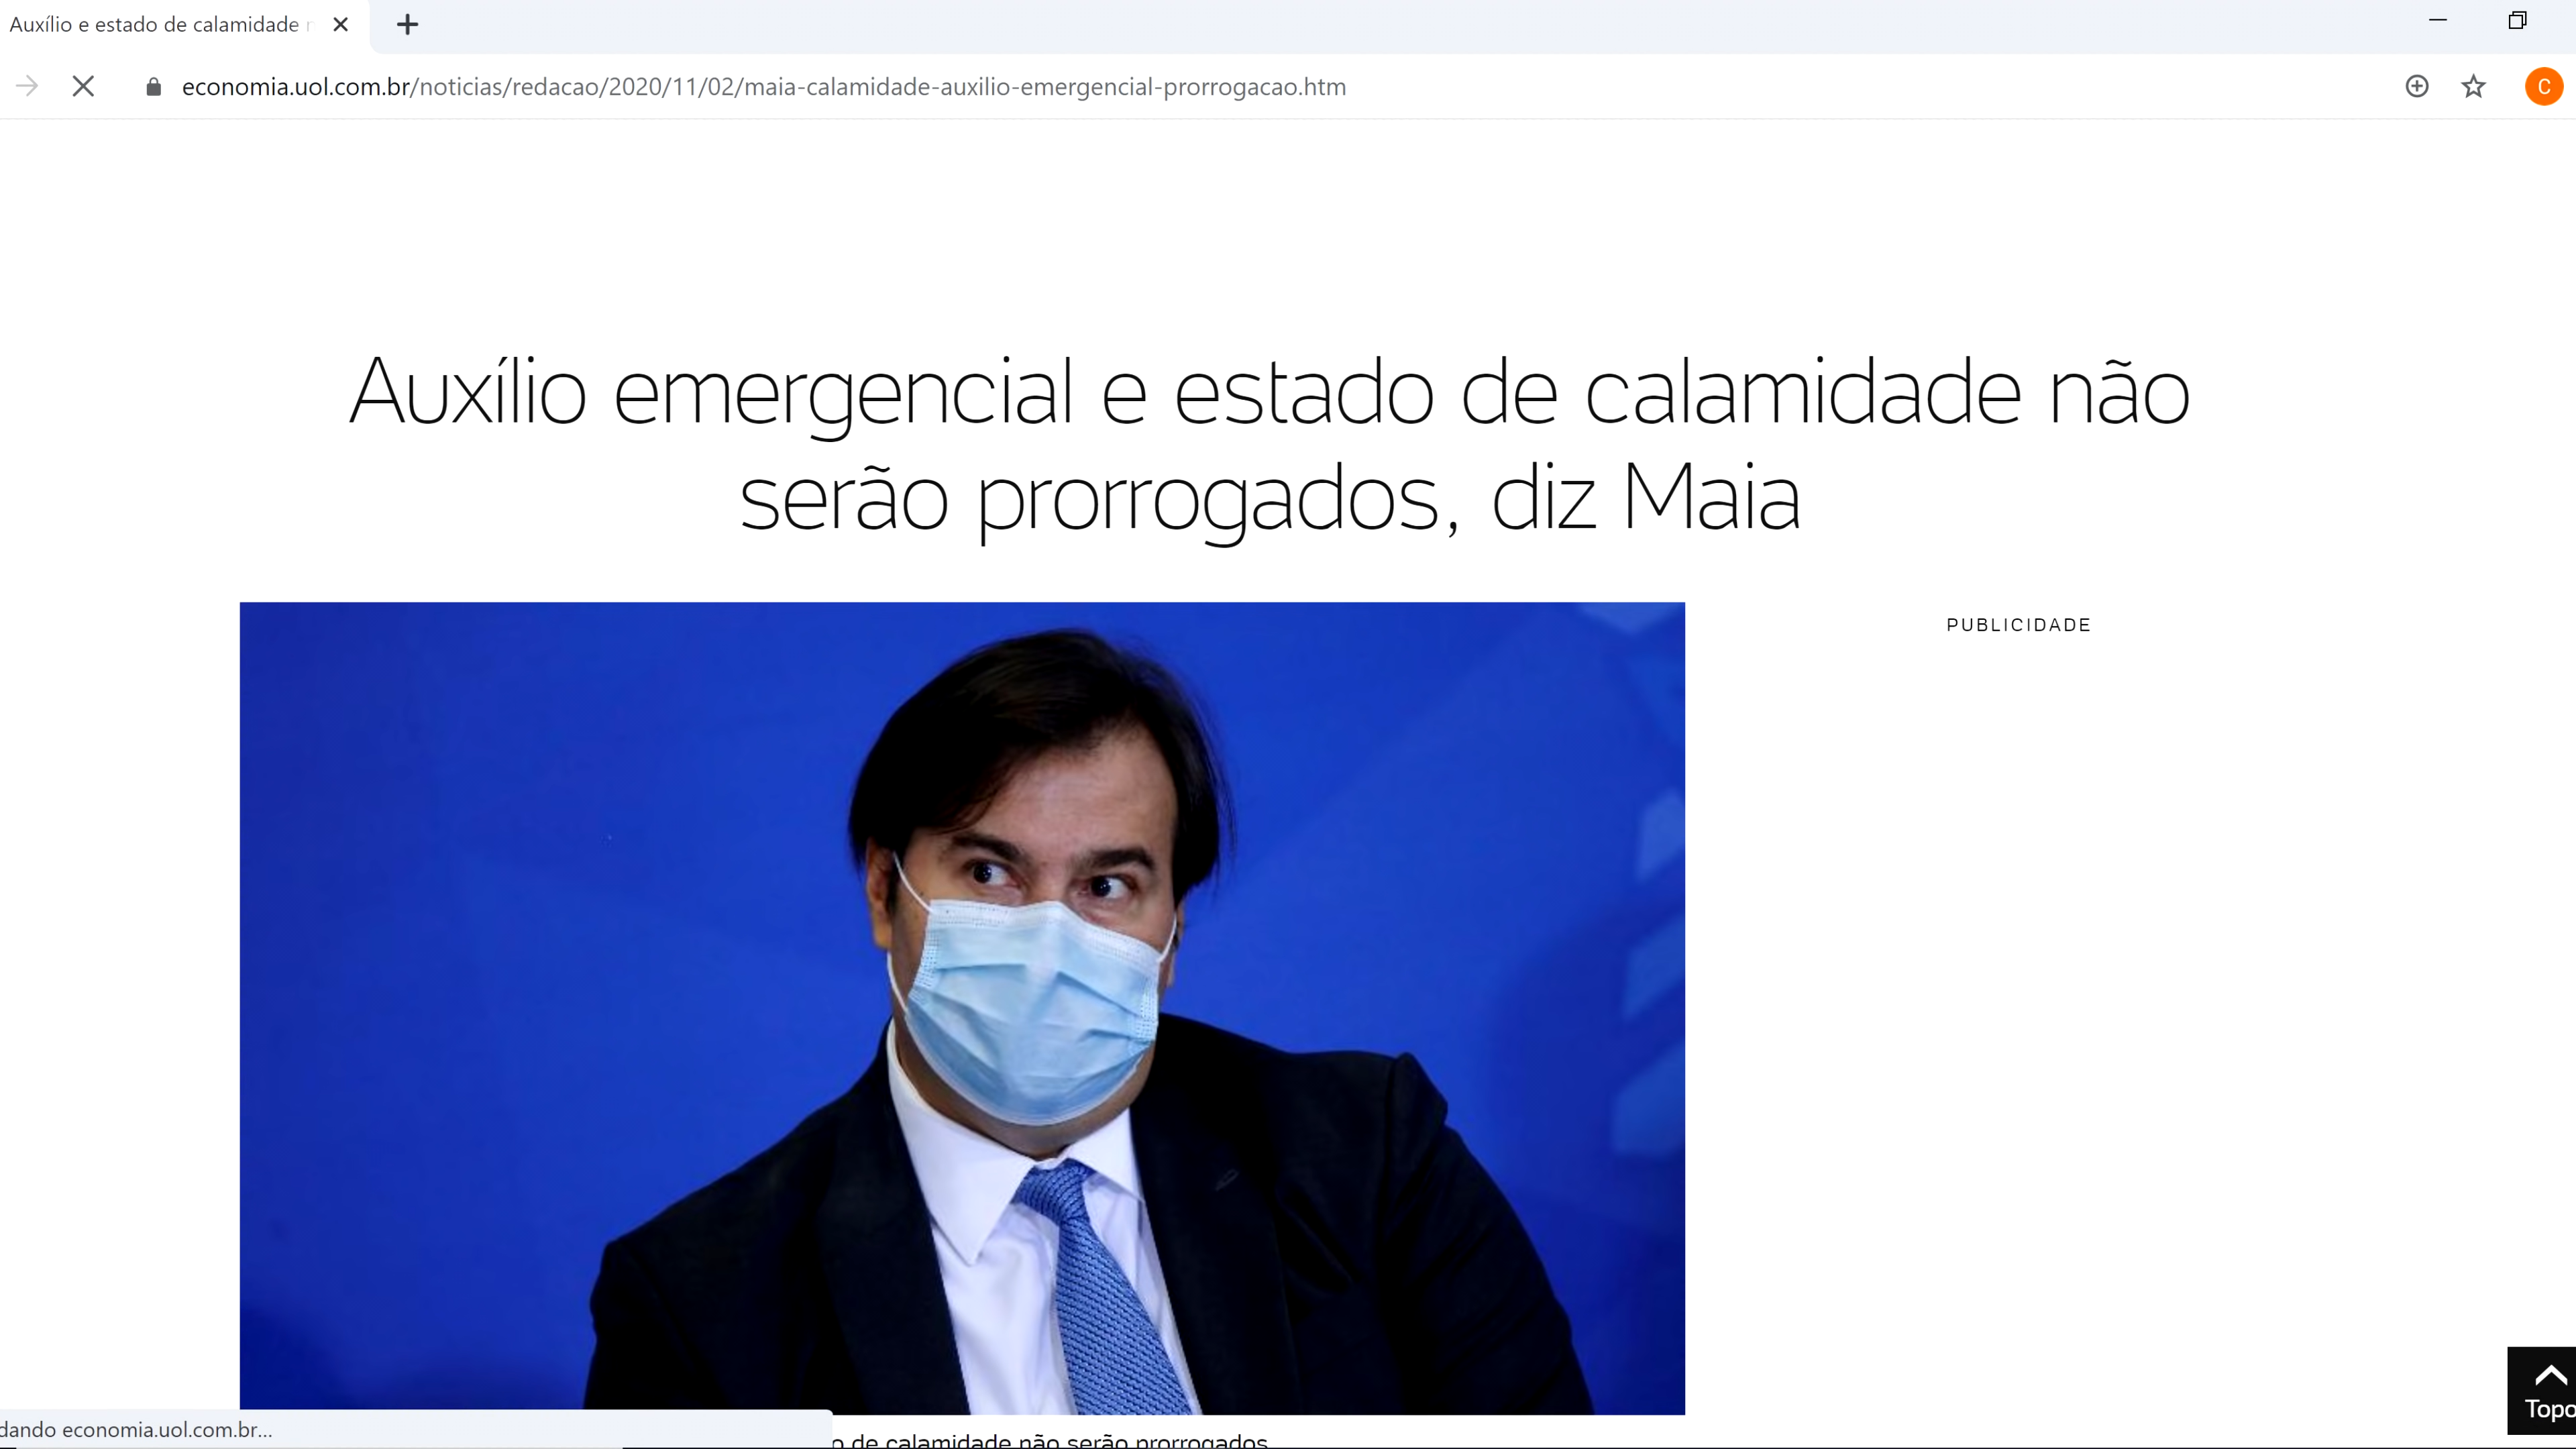 Auxílio e estado de calamidade
economia.uol.com.br/noticias/redacao/2020/11/02/maia-calamidade-auxilio-emergencial-prorrogacao.htm
C
Auxílio emergencial e estado de calamidade não
serão prorrogados, diz Maia
PUBLICIDADE
Topo
economia.uol.com.br...
de calamidade não serão prorrogados